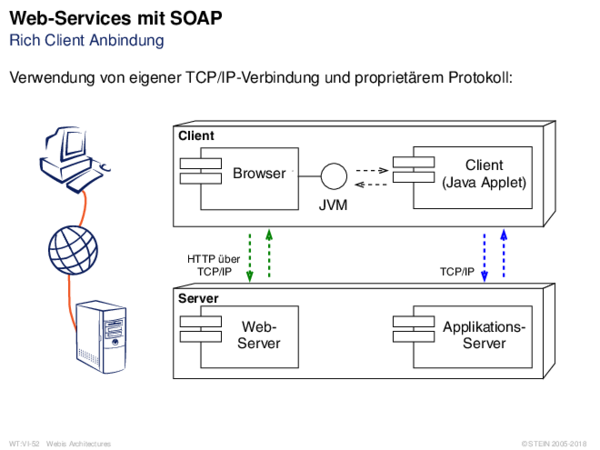 Web-Services mit SOAP
Rich Client Anbindung
Verwendung von eigener TCP/IP-Verbindung und proprietärem Protokoll:
Client
Browser
JVM
Client
(Java Applet)
HTTP über
TCP/IP
TCP/IP
Server
Web-
Server
Applikations-
Server
WT:VI-52 Webis Architectures
© STEIN 2005-2018